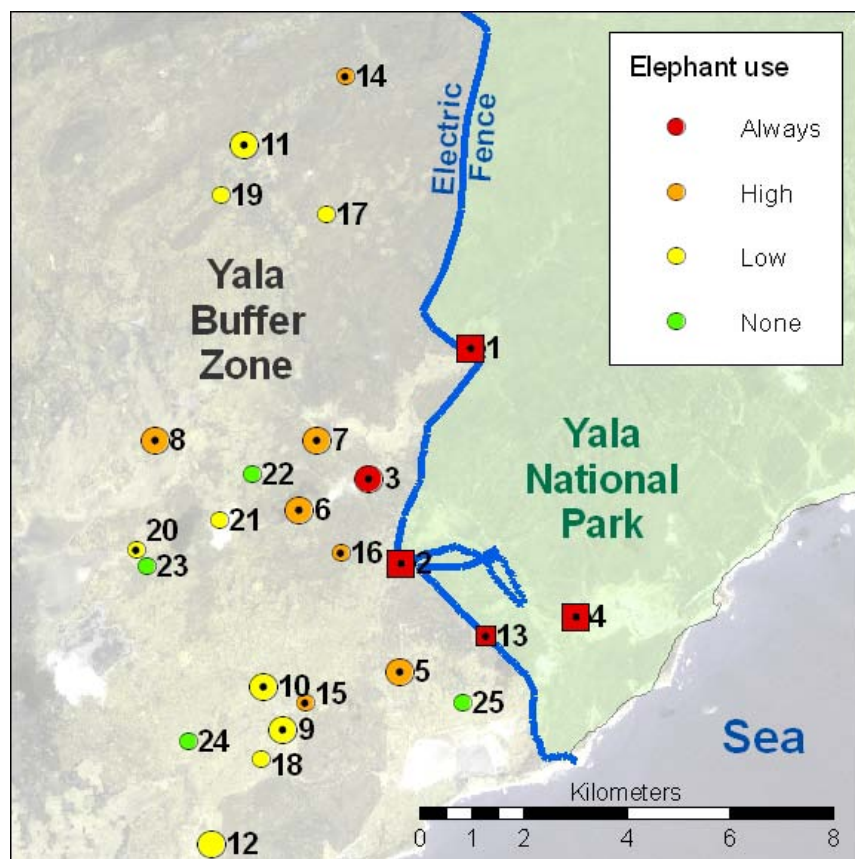 Elephant use
Always
High
Low
None
Electric
Fence
14
11
19
17
Yala
Buffer
Zone
1
8
7
22
3
Yala
National
Park
6
21
20
16
23
2
4
13
5
10
15
25
9
24
18
Sea
12
Kilometers
0 1 2 4 6 8